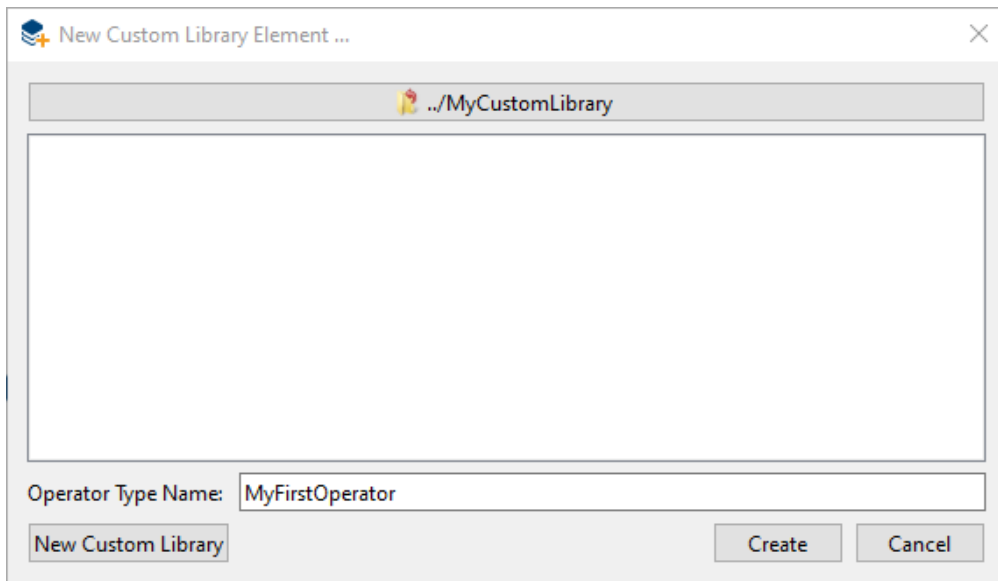 New Custom Library Element ...
../MyCustomLibrary
Operator Type Name: MyFirstOperator
New Custom Library Create Cancel